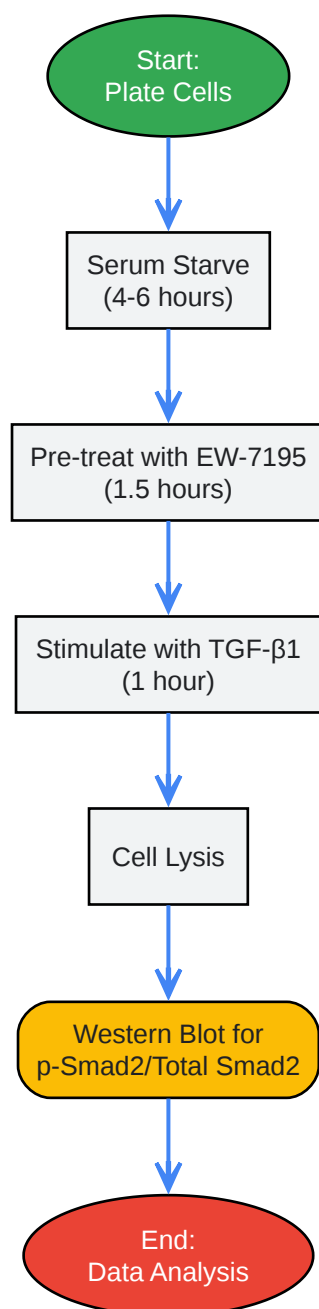 Start:
Plate Cells
Serum Starve
(4-6 hours)
Pre-treat with EW-7195
(1.5 hours)
Stimulate with TGF-β1
(1 hour)
Cell Lysis
Western Blot for
p-Smad2/Total Smad2
End:
Data Analysis